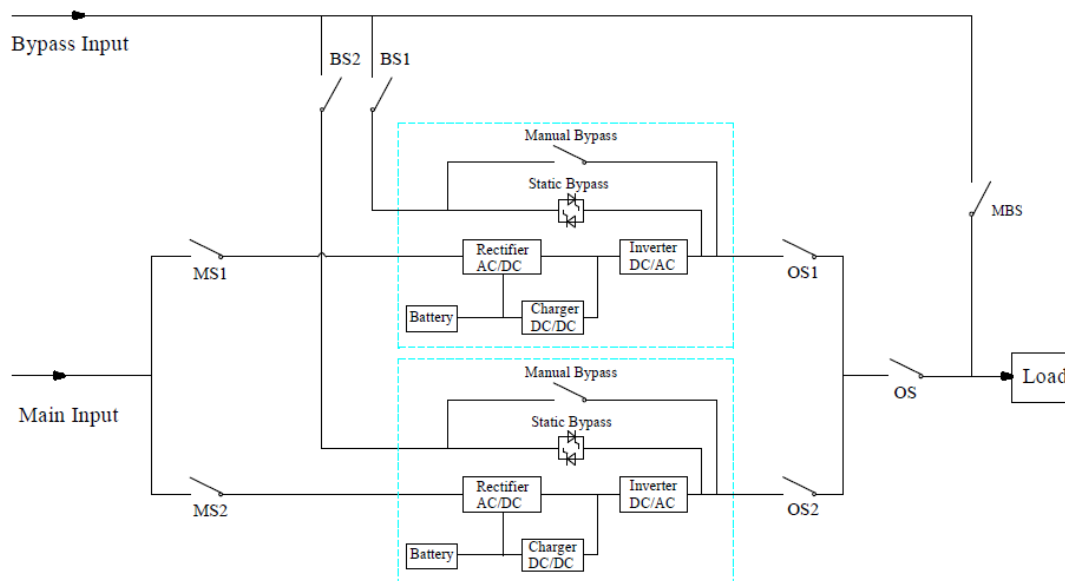 Bypass Input
BS2
BS1
Manual Bypass
Static Bypass
MBS
Rectifier
AC/DC
Inverter
DC/AC
MS1
OS1
Battery
Charger
DC/DC
Main Input
Manual Bypass
OS
Load
Static Bypass
Rectifier
AC/DC
Inverter
DC/AC
MS2
OS2
Battery
Charger
DC/DC